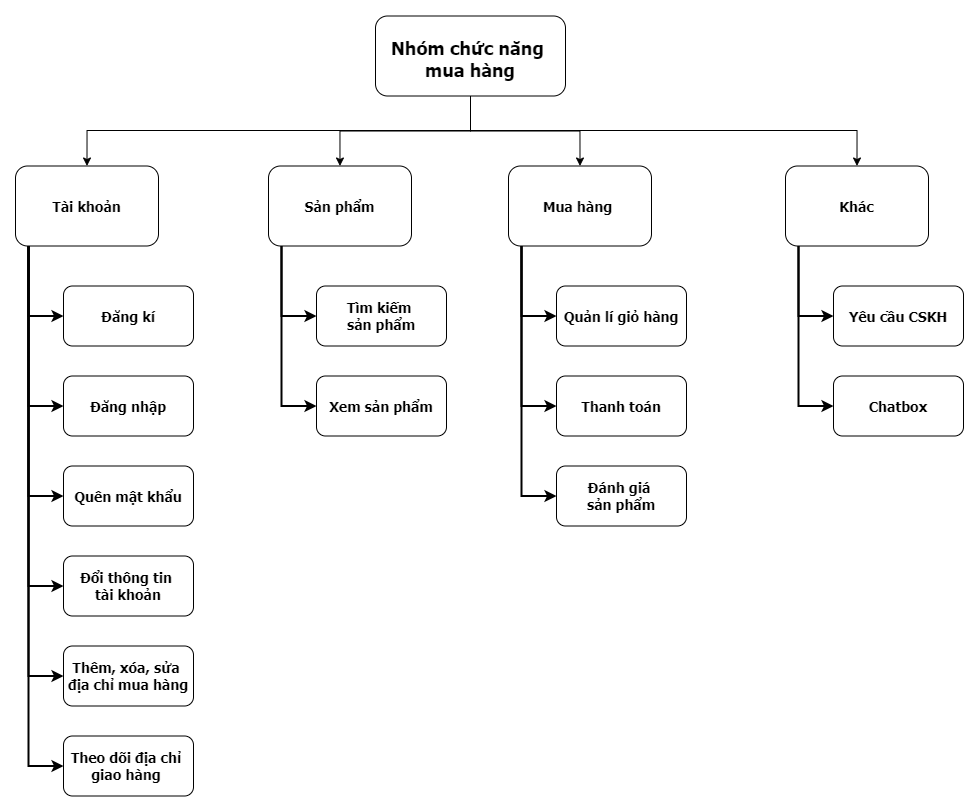 Nhóm chức năng
mua hàng
Tài khoản
Sản phẩm
Mua hàng
Khác
Đăng kí
Đăng nhập
Quên mật khẩu
Đổi thông tin
tài khoản
Thêm, xóa, sửa
địa chỉ mua hàng
Theo dõi địa chỉ
giao hàng
Tìm kiếm
sản phẩm
Xem sản phẩm
Quản lí giỏ hàng
Thanh toán
Đánh giá
sản phẩm
Yêu cầu CSKH
Chatbox